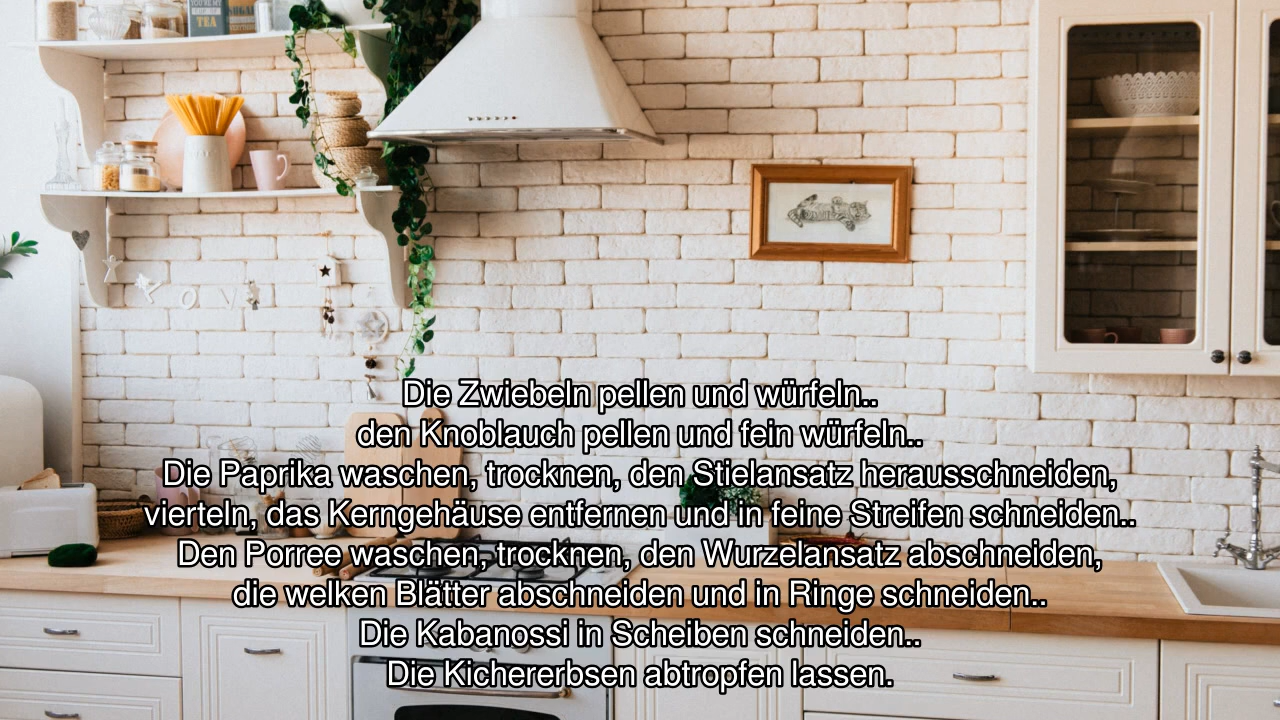 TEA
Die Zwiebeln pellen und würfeln..
den Knoblauch pellen und fein würfeln..
Die Paprika waschen, trocknen, den Stielansatz herausschneiden,
vierteln, das Kerngehäuse entfernen und in feine Streifen schneiden..
Den Porree waschen, trocknen, den Wurzelansatz abschneiden,
die welken Blätter abschneiden und in Ringe schneiden..
Die Kabanossi in Scheiben schneiden..
Die Kichererbsen abtropfen lassen.